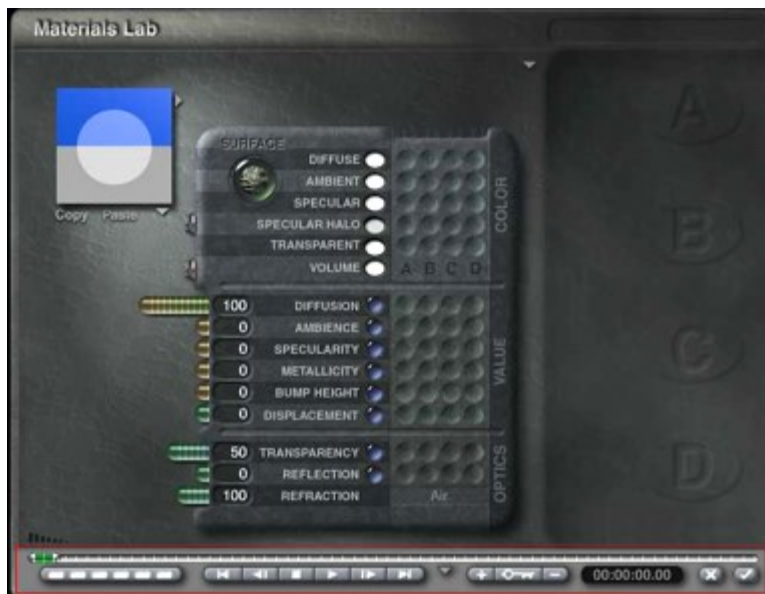 Materials Lab
Copy Paste
SURFACE
DIFFUSE
AMBIENT
SPECULAR
SPECULAR HALO
TRANSPARENT
VOLUME
A B C D
COLOR
100 DIFFUSION
0 AMBIENCE
0 SPECULARITY
0 METALLICITY
0 BUMP HEIGHT
0 DISPLACEMENT
VALUE
50 TRANSPARENCY
0 REFLECTION
100 REFRACTION
Air
OPTICS
A
B
C
D
00:00:00.00